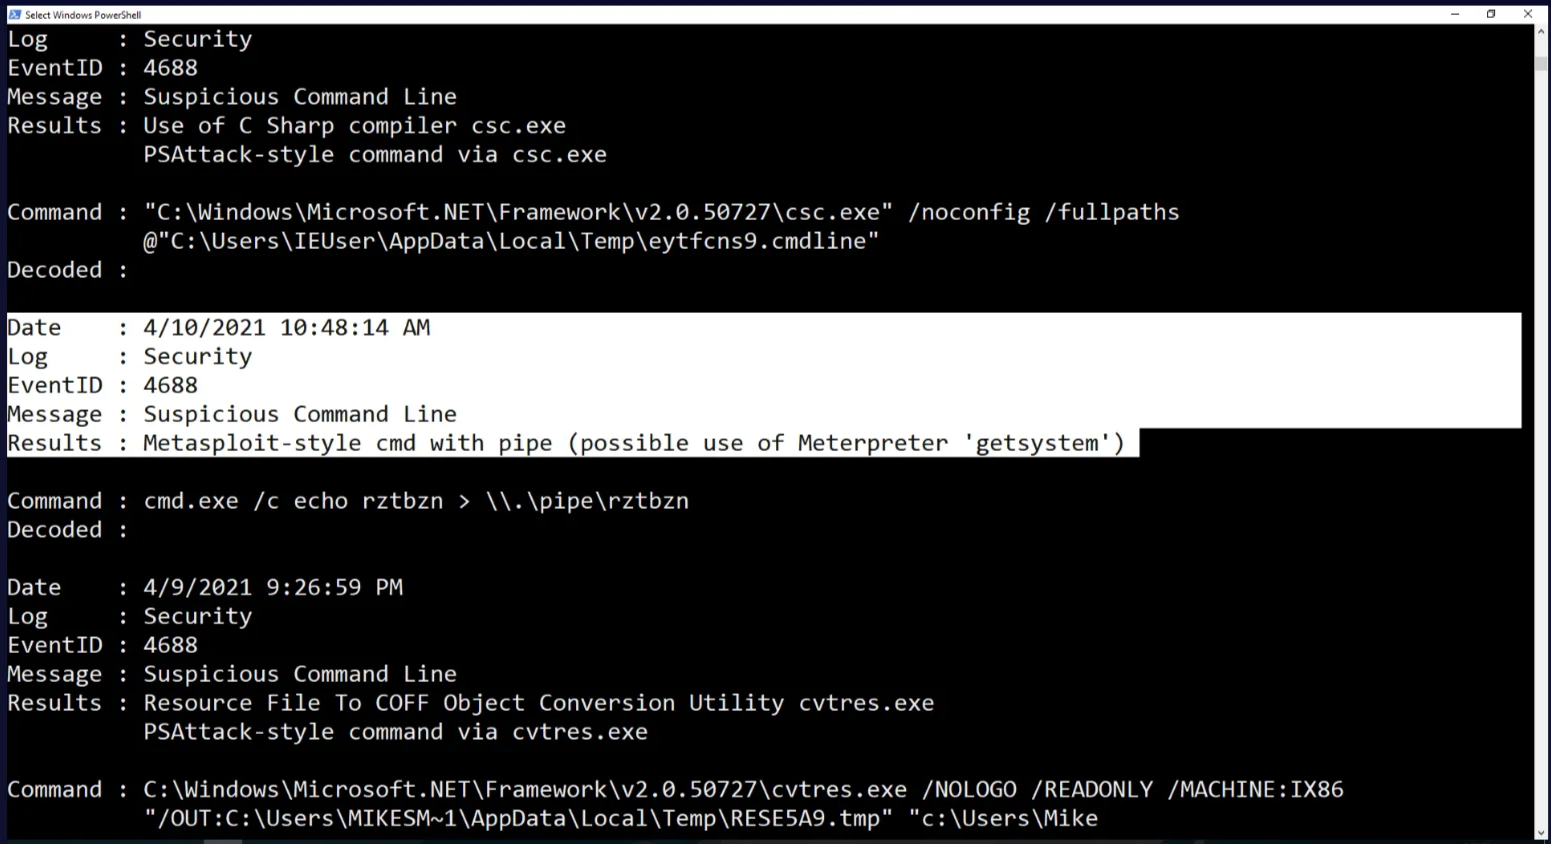 Select Windows PowerShell
Log      : Security
EventID : 4688
Message : Suspicious Command Line
Results : Use of C Sharp compiler csc.exe
          PSAttack-style command via csc.exe
Command : "C:\Windows\Microsoft.NET\Framework\v2.0.50727\csc.exe" /noconfig /fullpaths
          @"C:\Users\IEUser\AppData\Local\Temp\eytfcns9.cmdline"
Decoded :
Date    : 4/10/2021 10:48:14 AM
Log     : Security
EventID : 4688
Message : Suspicious Command Line
Results : Metasploit-style cmd with pipe (possible use of Meterpreter 'getsystem')
Command : cmd.exe /c echo rztbzn > \\.\pipe\rztbzn
Decoded :
Date    : 4/9/2021 9:26:59 PM
Log     : Security
EventID : 4688
Message : Suspicious Command Line
Results : Resource File To COFF Object Conversion Utility cvtres.exe
          PSAttack-style command via cvtres.exe
Command : C:\Windows\Microsoft.NET\Framework\v2.0.50727\cvtres.exe /NOLOGO /READONLY /MACHINE:IX86
          "/OUT:C:\Users\MIKESM~1\AppData\Local\Temp\RESE5A9.tmp" "c:\Users\Mike